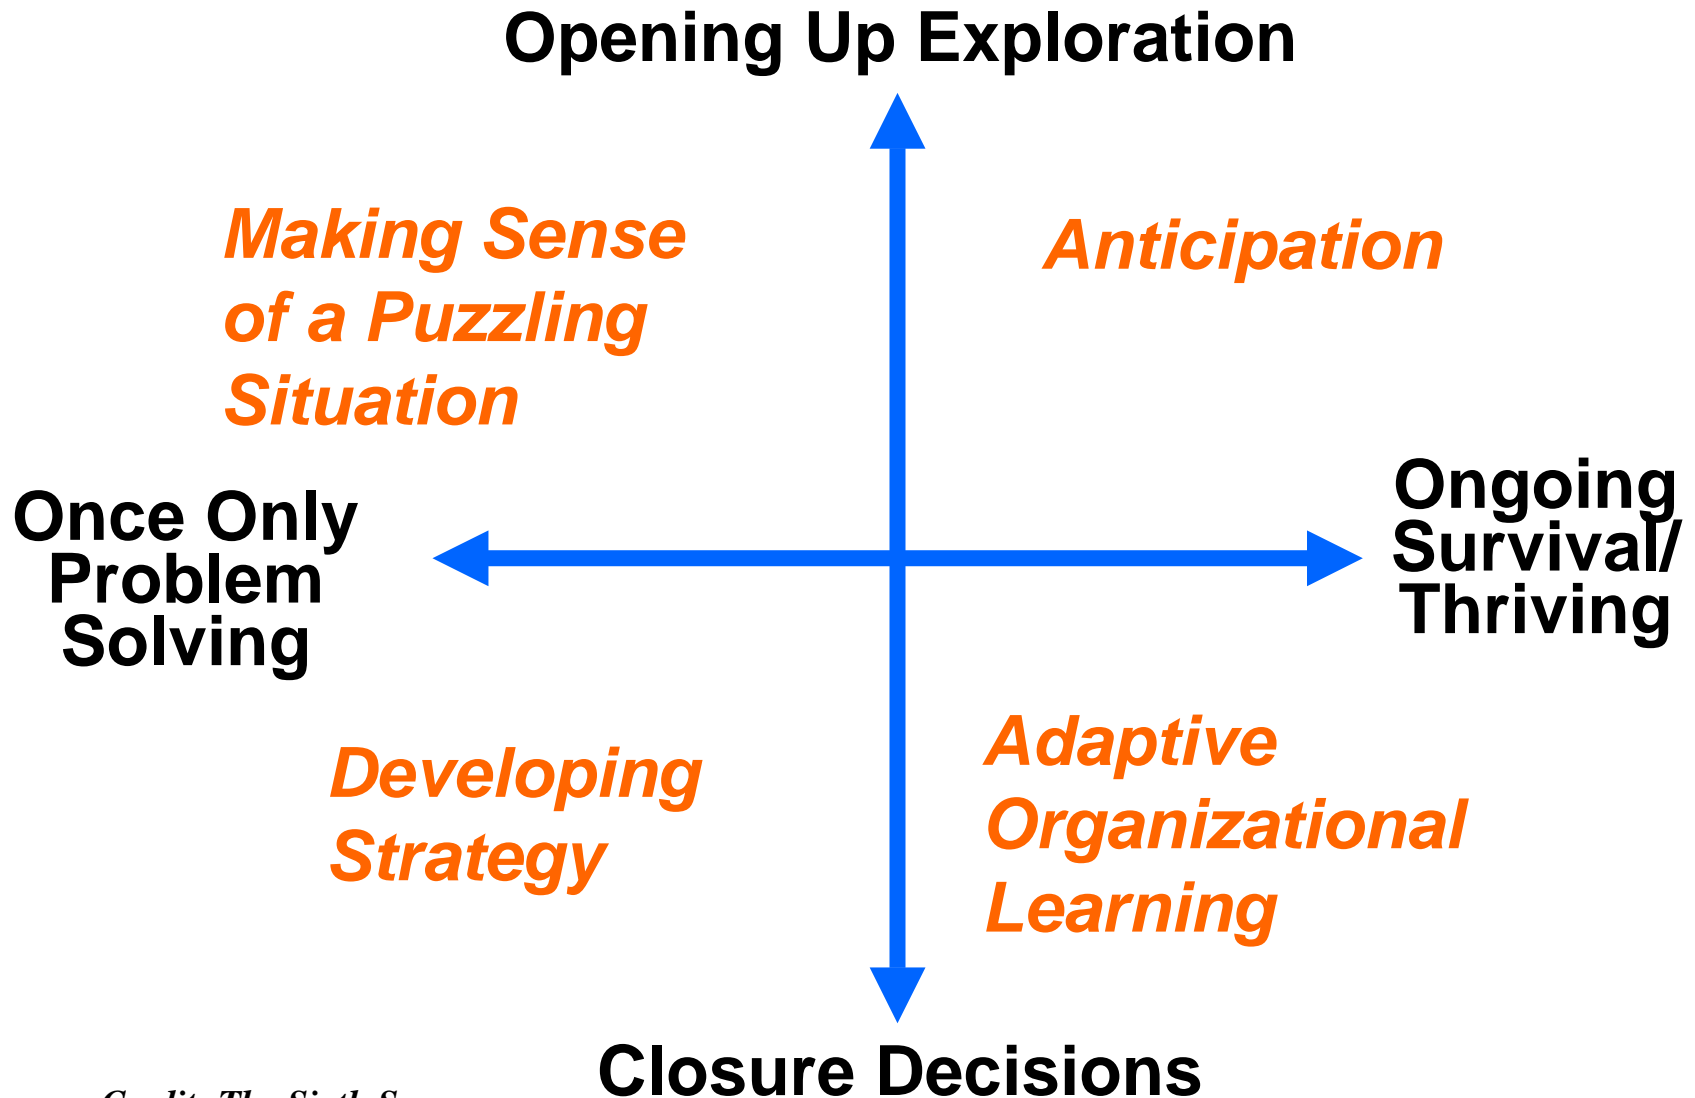 Opening Up Exploration
Making Sense
of a Puzzling
Situation
Anticipation
Once Only
Problem
Solving
Ongoing
Survival/
Thriving
Developing
Strategy
Adaptive
Organizational
Learning
Closure Decisions